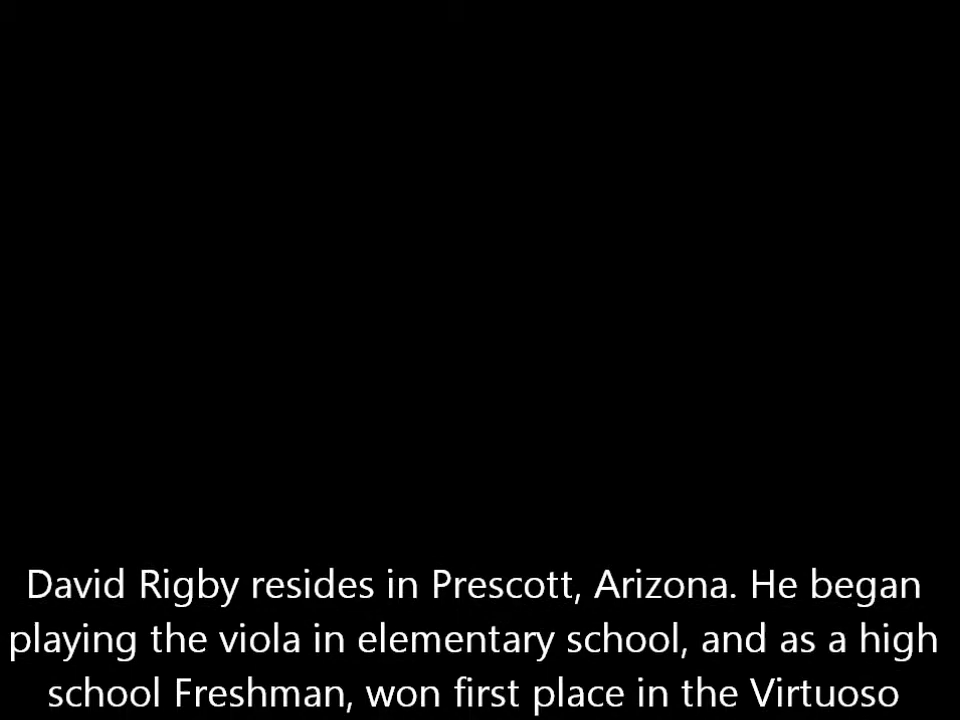 David Rigby resides in Prescott, Arizona. He began
playing the viola in elementary school, and as a high
school Freshman, won first place in the Virtuoso